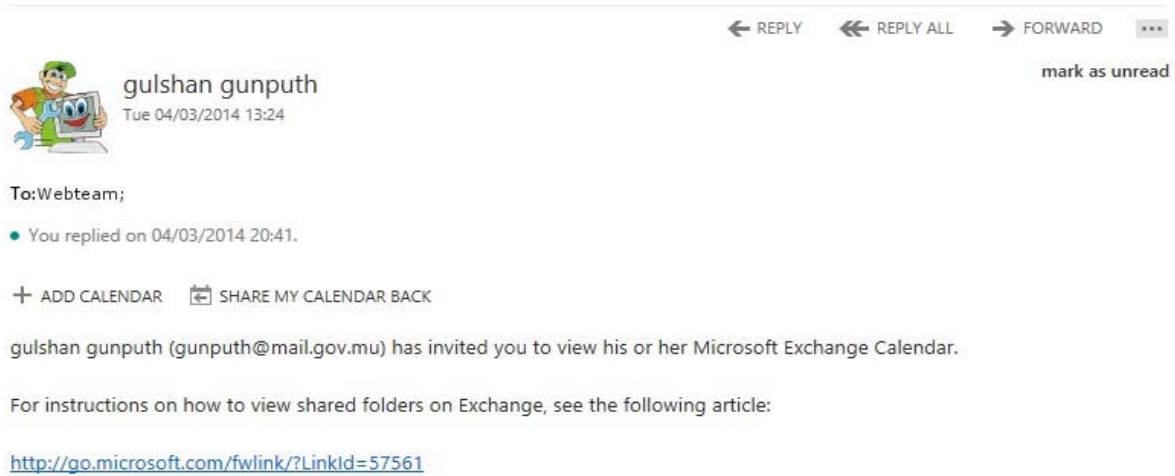 REPLY REPLY ALL FORWARD ...
mark as unread
gulshan gunputh
Tue 04/03/2014 13:24
To:Webteam;
You replied on 04/03/2014 20:41.
+ ADD CALENDAR SHARE MY CALENDAR BACK
gulshan gunputh (gunputh@mail.gov.mu) has invited you to view his or her Microsoft Exchange Calendar.
For instructions on how to view shared folders on Exchange, see the following article:
http://go.microsoft.com/fwlink/?LinkId=57561